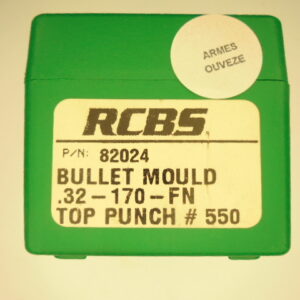 ARMES
OUVEZE
RCBS
P/N: 82024
BULLET MOULD
.32-170-FN
TOP PUNCH # 550